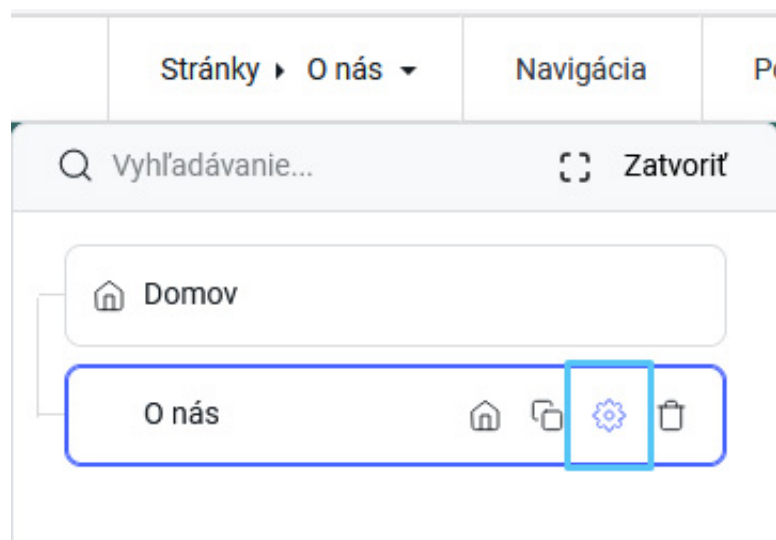 Stránky ▸ O nás ▾ Navigácia
Vyhľadávanie... Zatvoriť
Domov
O nás